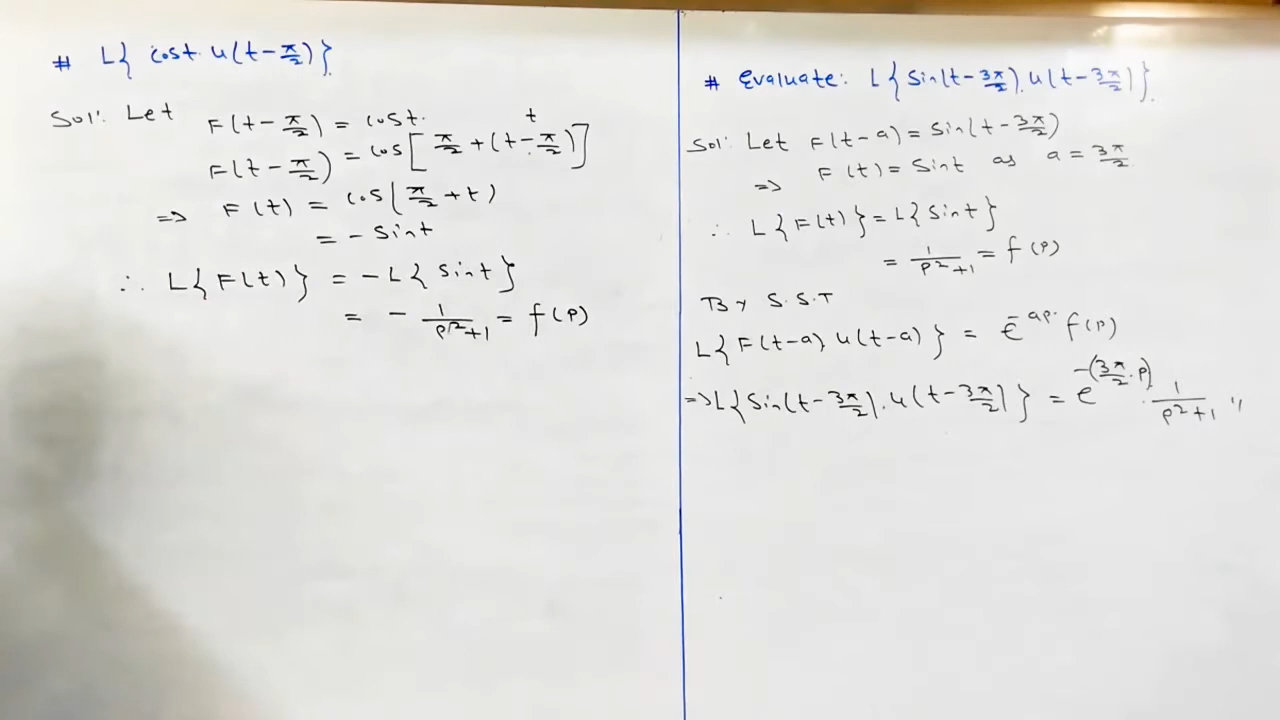 # L{ cost. u(t-π/2)}
Sol': Let F(t-π/2) = cost.
t
F(t-π/2) = cos[π/2+(t-π/2)]
=> F(t) = cos(π/2+t)
= - Sint
∴ L{F(t)} = -L{sint}
= - 1/(p²+1) = f(p)
# Evaluate: L{Sin(t-3π/2).u(t-3π/2)}.
Sol': Let F(t-a) = Sin(t-3π/2)
=> F(t) = Sint as a = 3π/2
∴ L{F(t)} = L{Sint}
= 1/(p²+1) = f(p)
By S.S.T
L{F(t-a) u(t-a)} = e^-ap. f(p)
=> L{Sin(t-3π/2).u(t-3π/2)} = e^-(3π/2.p) . 1/(p²+1) "